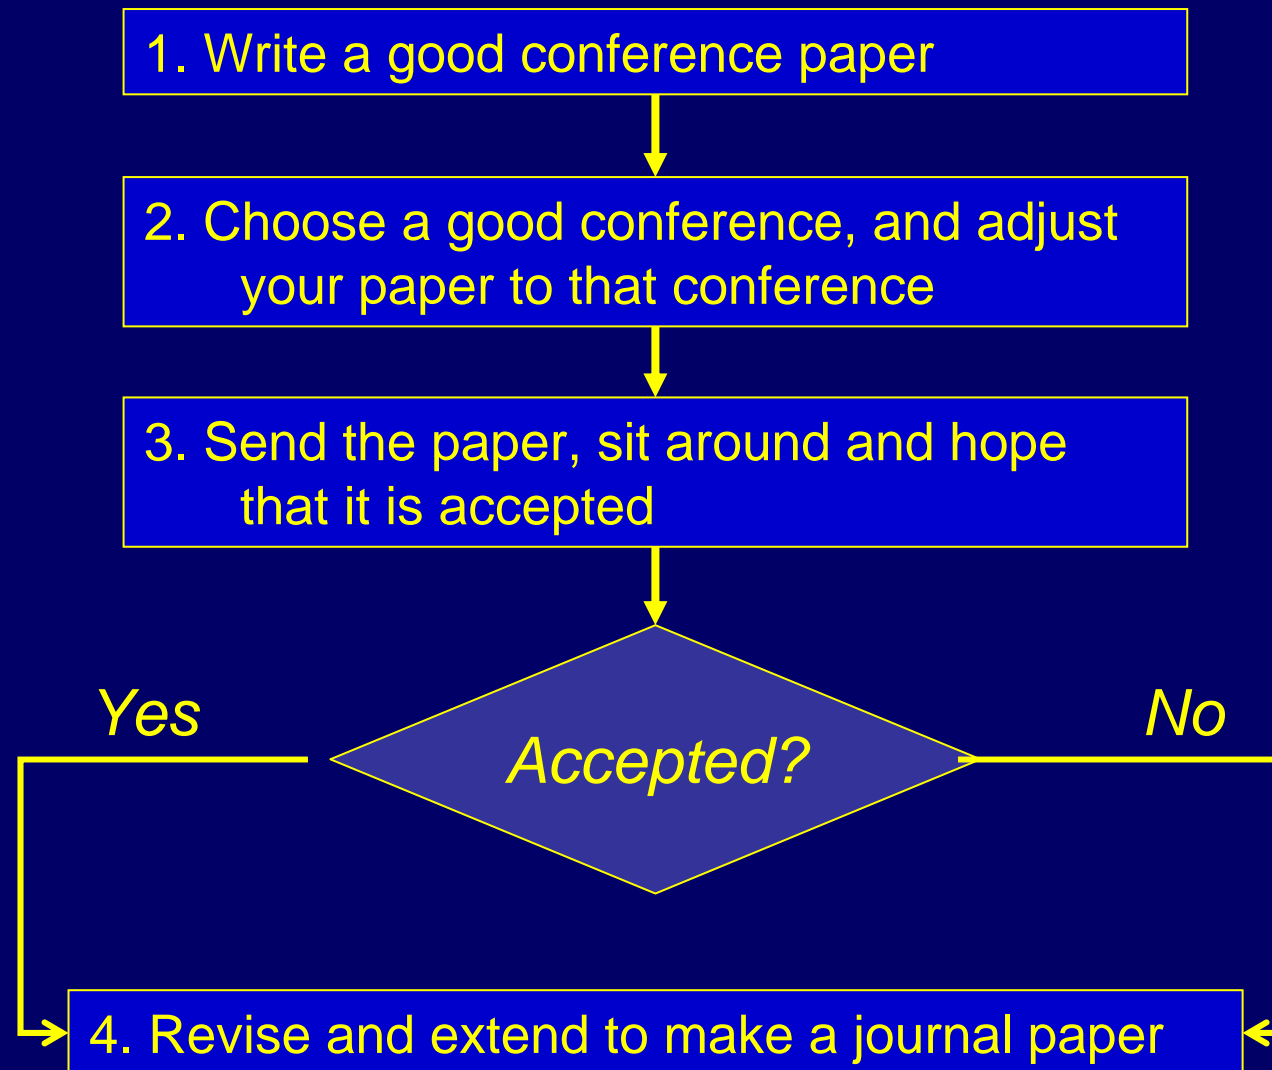 1. Write a good conference paper
2. Choose a good conference, and adjust
your paper to that conference
3. Send the paper, sit around and hope
that it is accepted
Yes
No
Accepted?
4. Revise and extend to make a journal paper